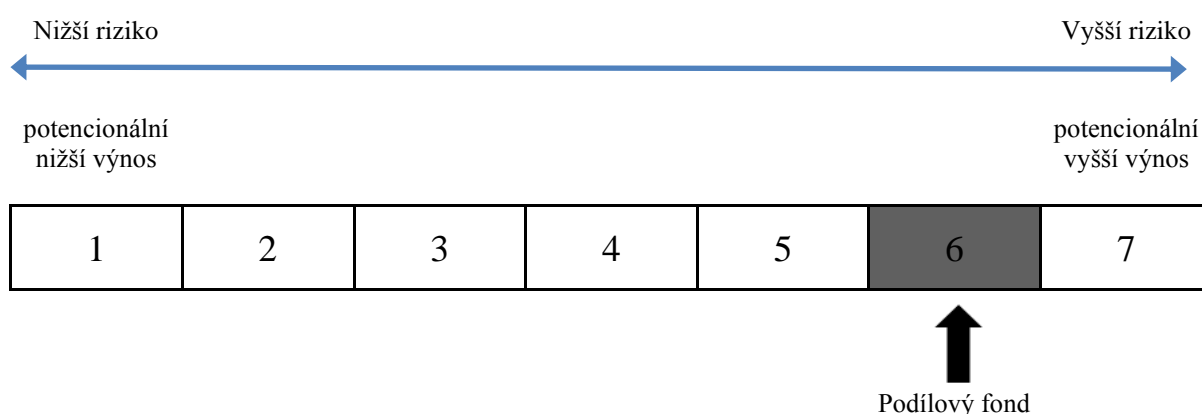 Nižší riziko
Vyšší riziko
potencionální
nižší výnos
potencionální
vyšší výnos
1 2 3 4 5 6 7
Podílový fond